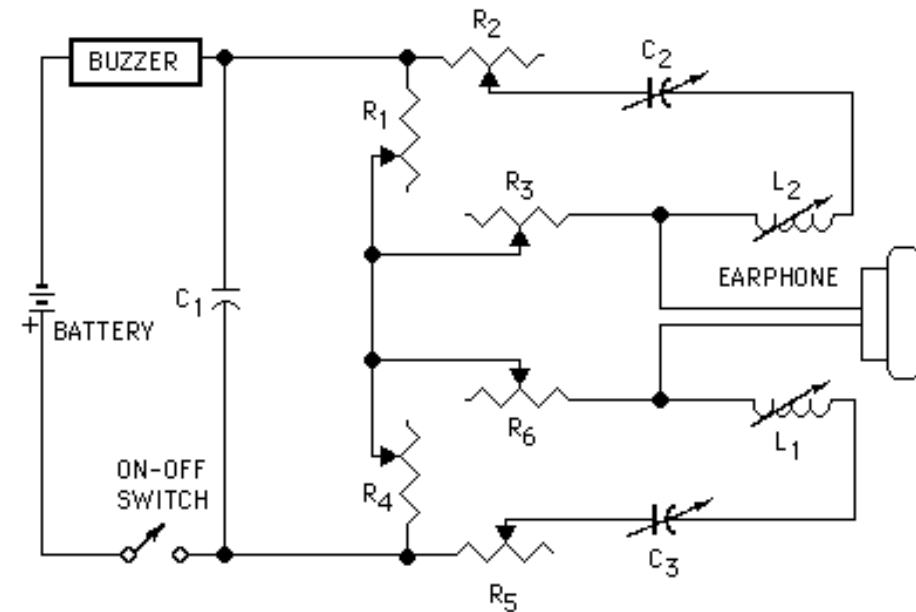 R2
C2
BUZZER
R1
R3
L2
EARPHONE
C1
+
BATTERY
R6
L1
ON-OFF
SWITCH
R4
C3
R5